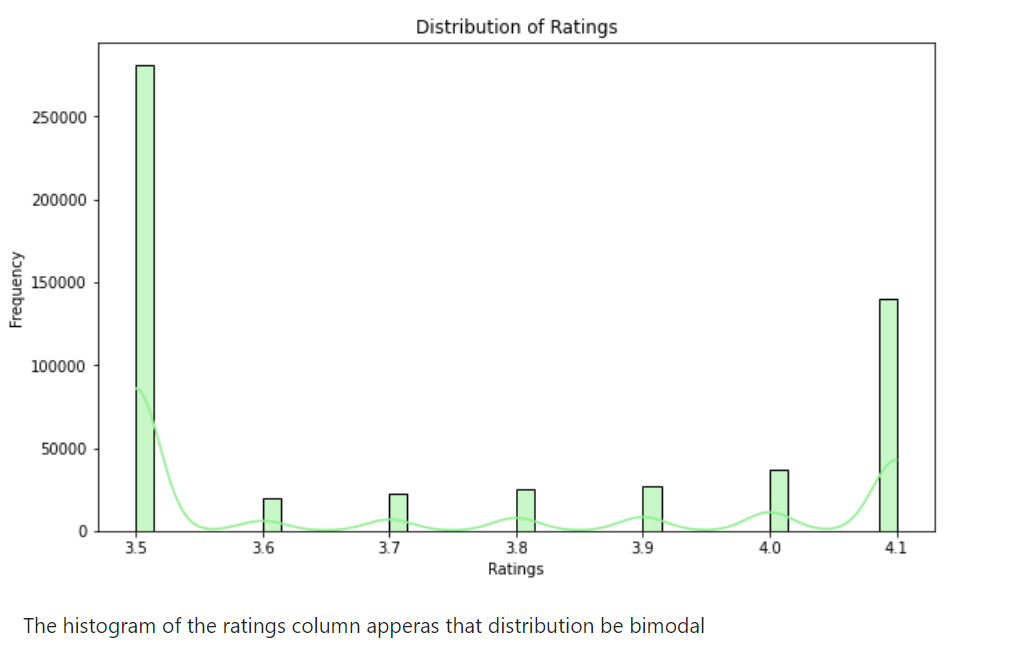 Distribution of Ratings
250000
200000
150000
100000
50000
0
Frequency
3.5 3.6 3.7 3.8 3.9 4.0 4.1
Ratings
The histogram of the ratings column apperas that distribution be bimodal